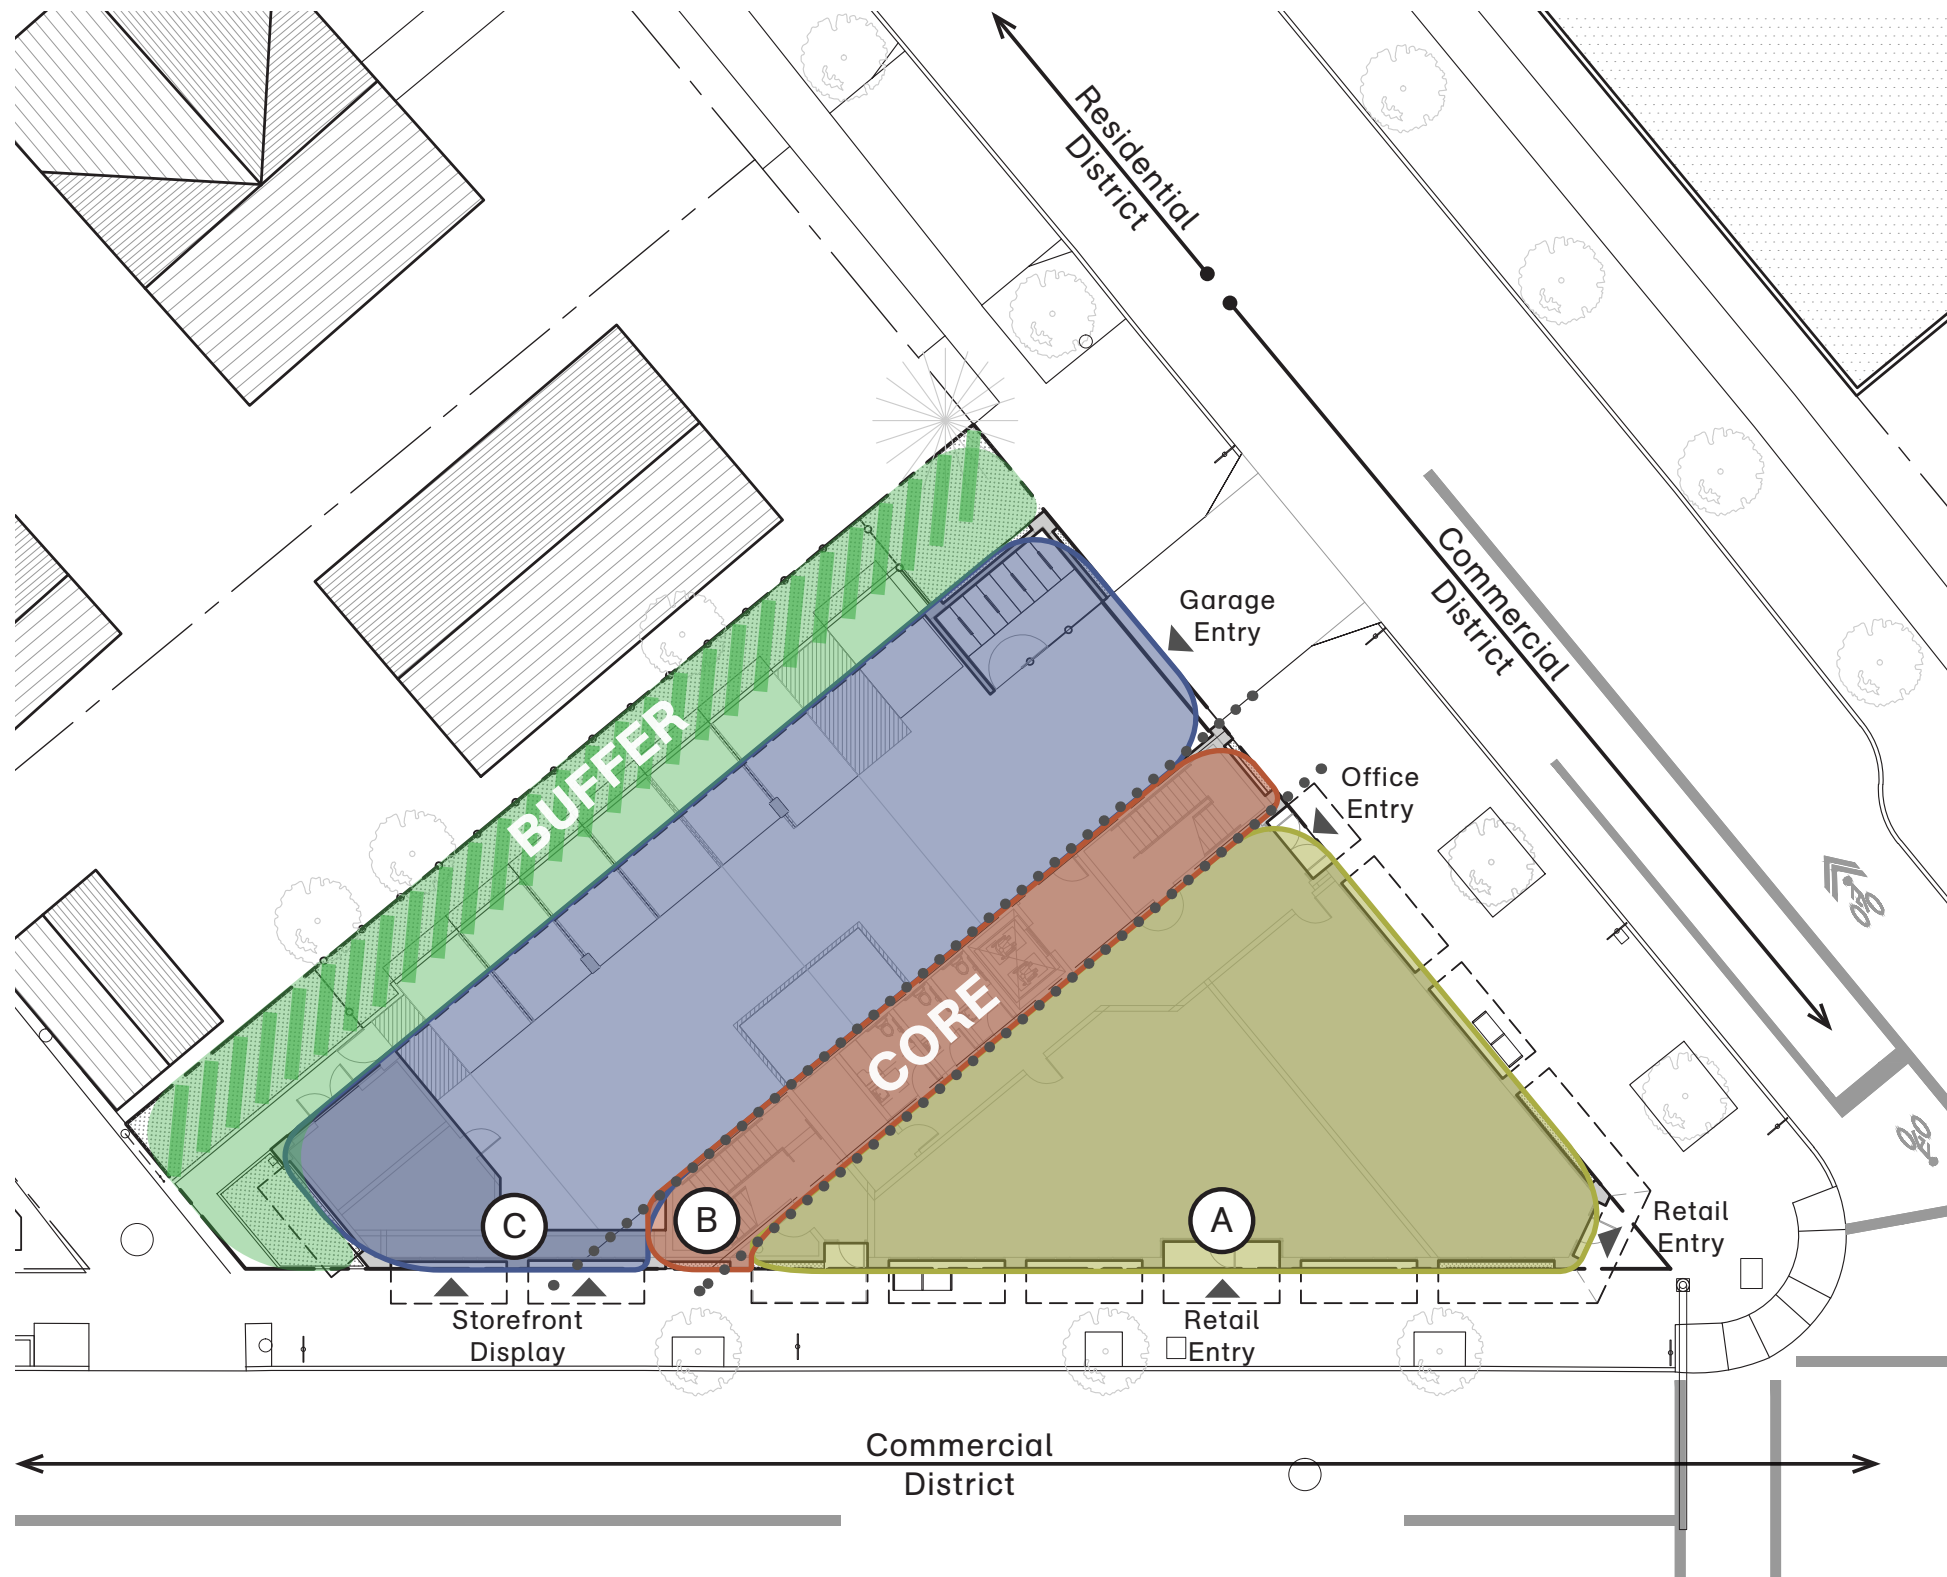 Residential
District
Commercial
District
Garage
Entry
Office
Entry
BUFFER
CORE
C
B
A
Retail
Entry
Storefront
Display
Retail
Entry
Commercial
District